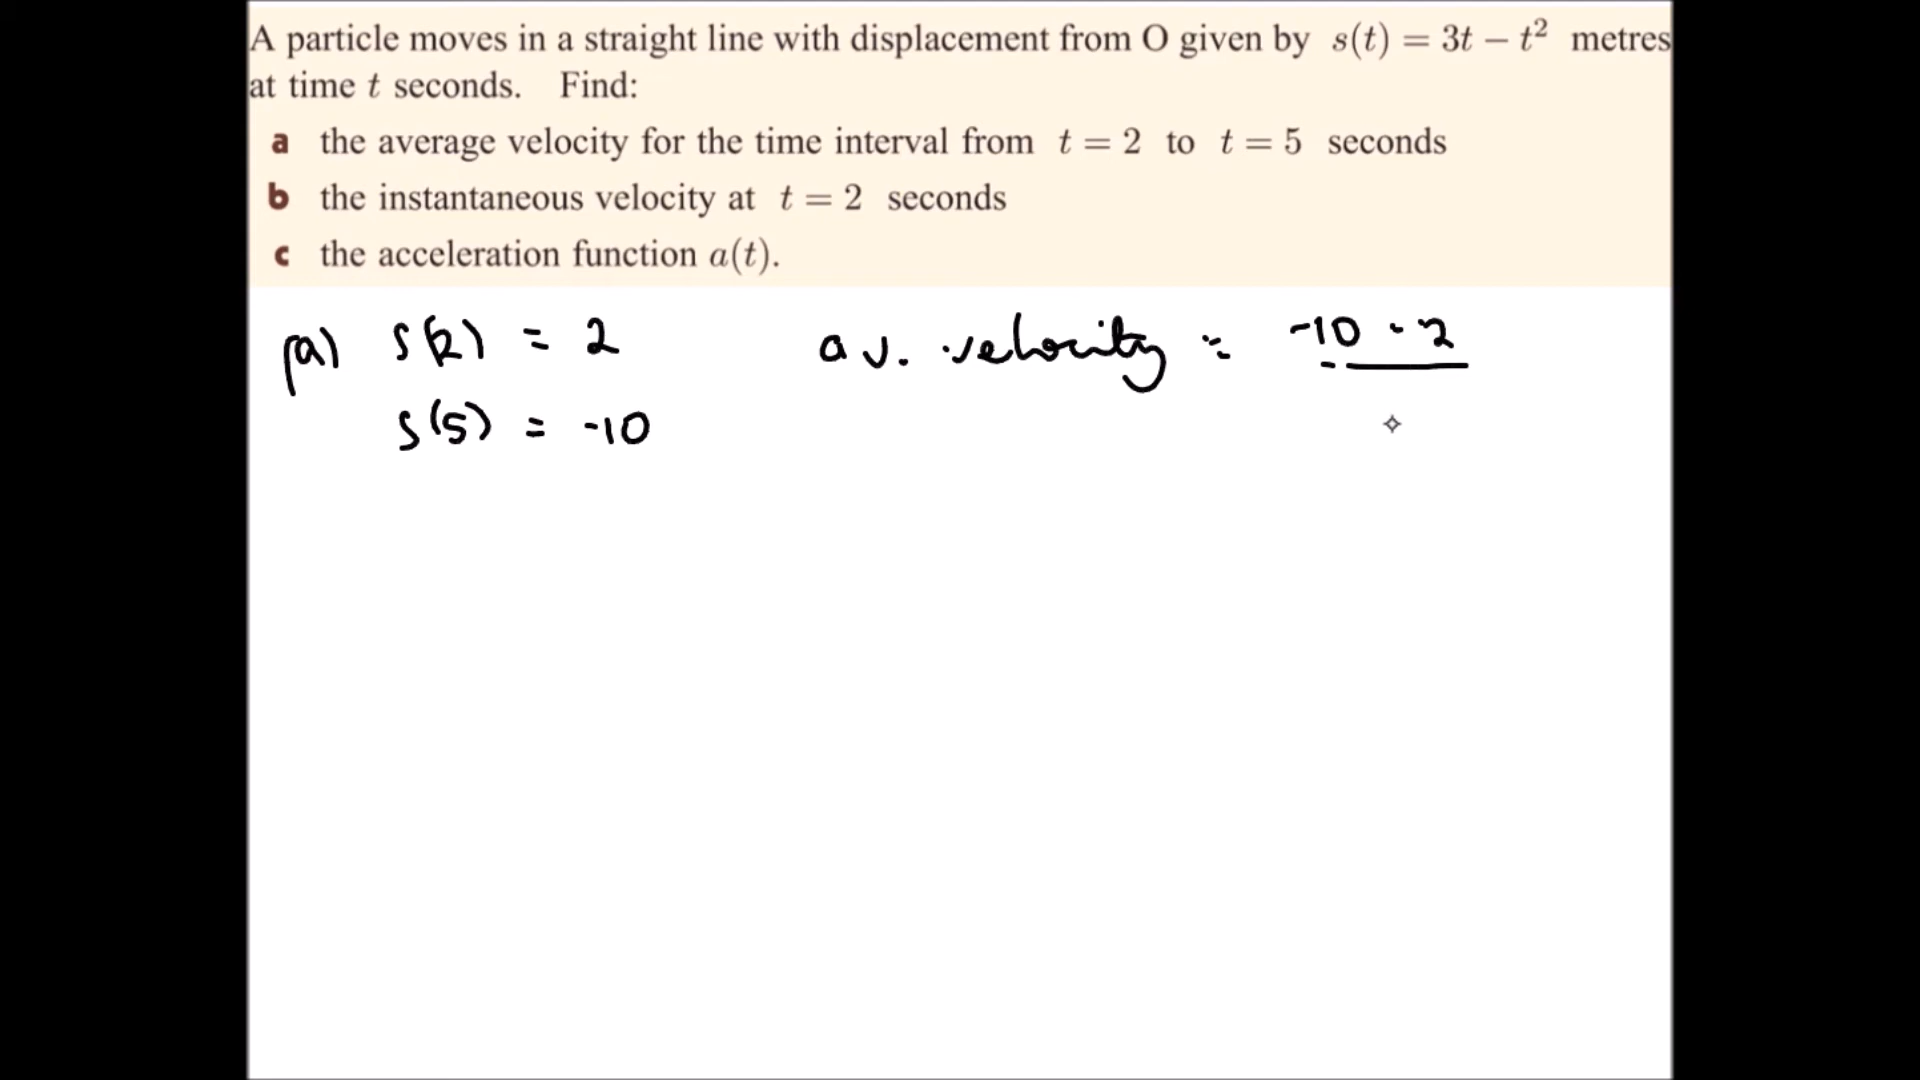 A particle moves in a straight line with displacement from O given by s(t) = 3t − t² metres
at time t seconds. Find:
a the average velocity for the time interval from t = 2 to t = 5 seconds
b the instantaneous velocity at t = 2 seconds
c the acceleration function a(t).
(a) s(2) = 2 av. velocity = -10 - 2
s(5) = -10